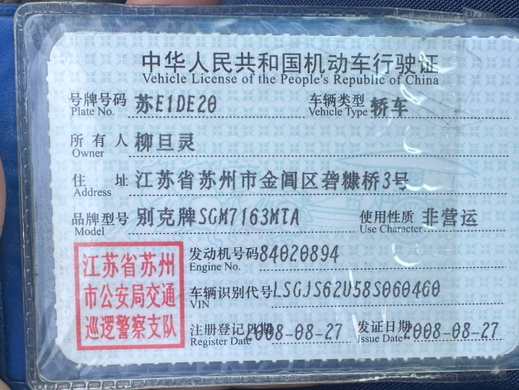 中华人民共和国机动车行驶证
Vehicle License of the People's Republic of China
号牌号码 苏E1DE20 车辆类型 轿车
Plate No. Vehicle Type
所有人 柳旦灵
Owner
住址 江苏省苏州市金阊区砻糠桥3号
Address
品牌型号 别克牌SGM7163MTA 使用性质 非营运
Model Use Character
江苏省苏州
市公安局交通
巡逻警察支队
发动机号码 84020894
Engine No.
车辆识别代号 LSGJS62U58S060460
VIN
注册登记日期 2008-08-27 发证日期 2008-08-27
Register Date Issue Date